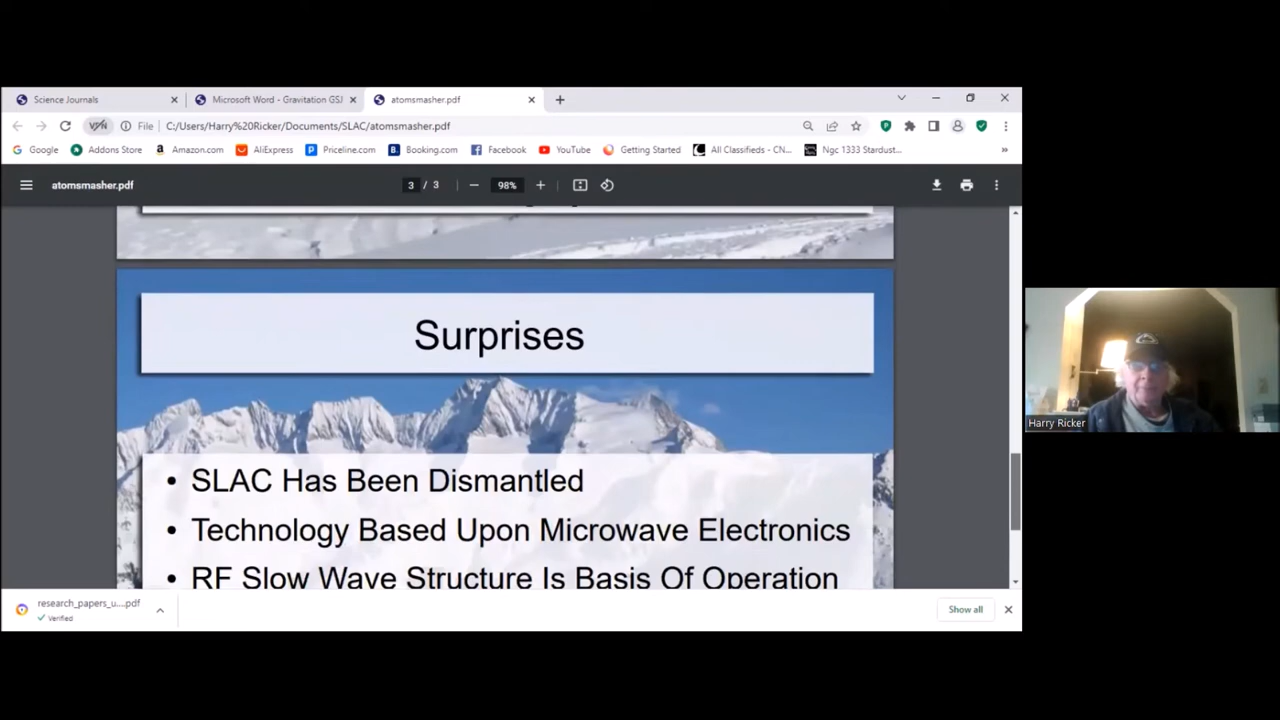 Science Journals
Microsoft Word - Gravitation GSJ
atomsmasher.pdf
VPN
File
C:/Users/Harry%20Ricker/Documents/SLAC/atomsmasher.pdf
Google
Addons Store
Amazon.com
AliExpress
Priceline.com
Booking.com
Facebook
YouTube
Getting Started
All Classifieds - CN...
Ngc 1333 Stardust...
atomsmasher.pdf
3 / 3
98%
Surprises
• SLAC Has Been Dismantled
• Technology Based Upon Microwave Electronics
• RF Slow Wave Structure Is Basis Of Operation
research_papers_u....pdf
Verified
Show all
Harry Ricker